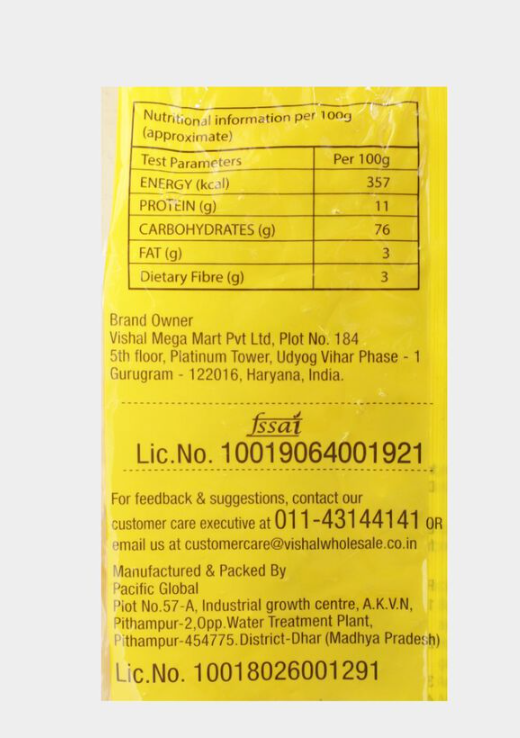 Nutritional information per 100g
(approximate)
Test Parameters Per 100g
ENERGY (kcal) 357
PROTEIN (g) 11
CARBOHYDRATES (g) 76
FAT (g) 3
Dietary Fibre (g) 3
Brand Owner
Vishal Mega Mart Pvt Ltd, Plot No. 184
5th floor, Platinum Tower, Udyog Vihar Phase - 1
Gurugram - 122016, Haryana, India.
fssai
Lic.No. 10019064001921
For feedback & suggestions, contact our
customer care executive at 011-43144141 OR
email us at customercare@vishalwholesale.co.in
Manufactured & Packed By
Pacific Global
Plot No.57-A, Industrial growth centre, A.K.V.N,
Pithampur-2,Opp.Water Treatment Plant,
Pithampur-454775.District-Dhar (Madhya Pradesh)
Lic.No. 10018026001291